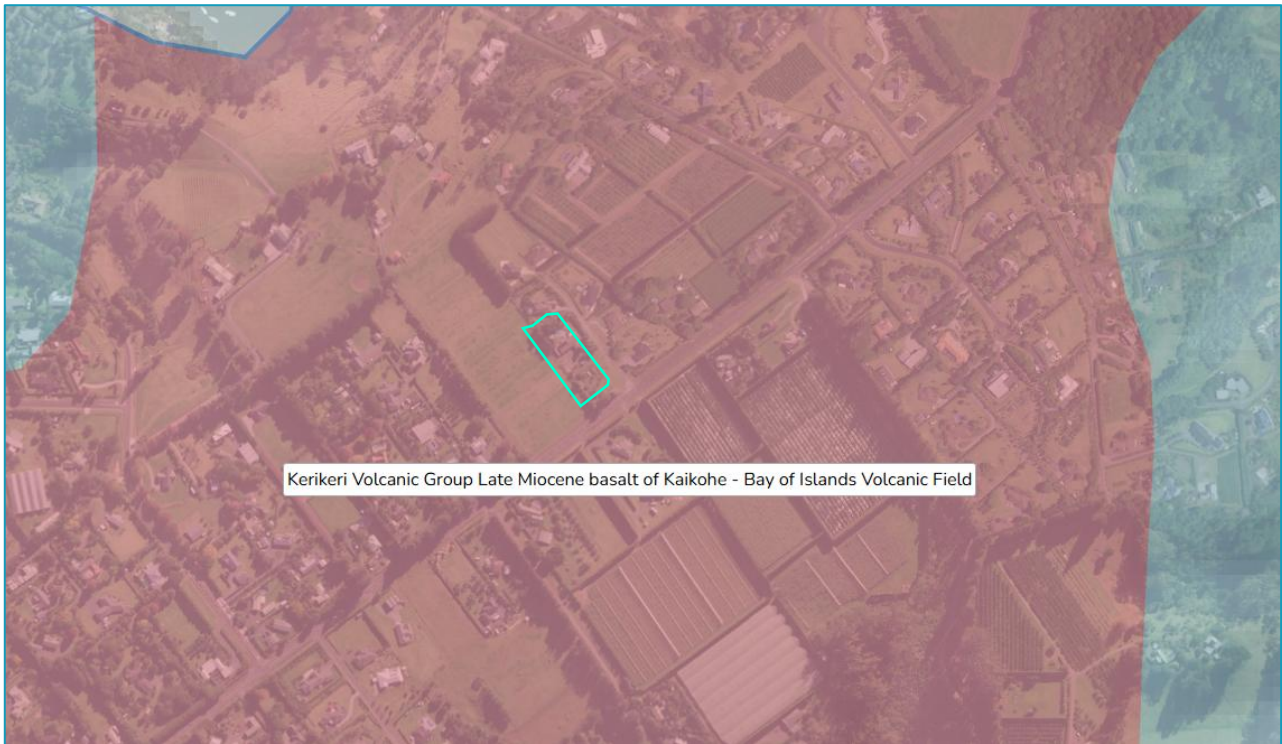 Kerikeri Volcanic Group Late Miocene basalt of Kaikohe - Bay of Islands Volcanic Field